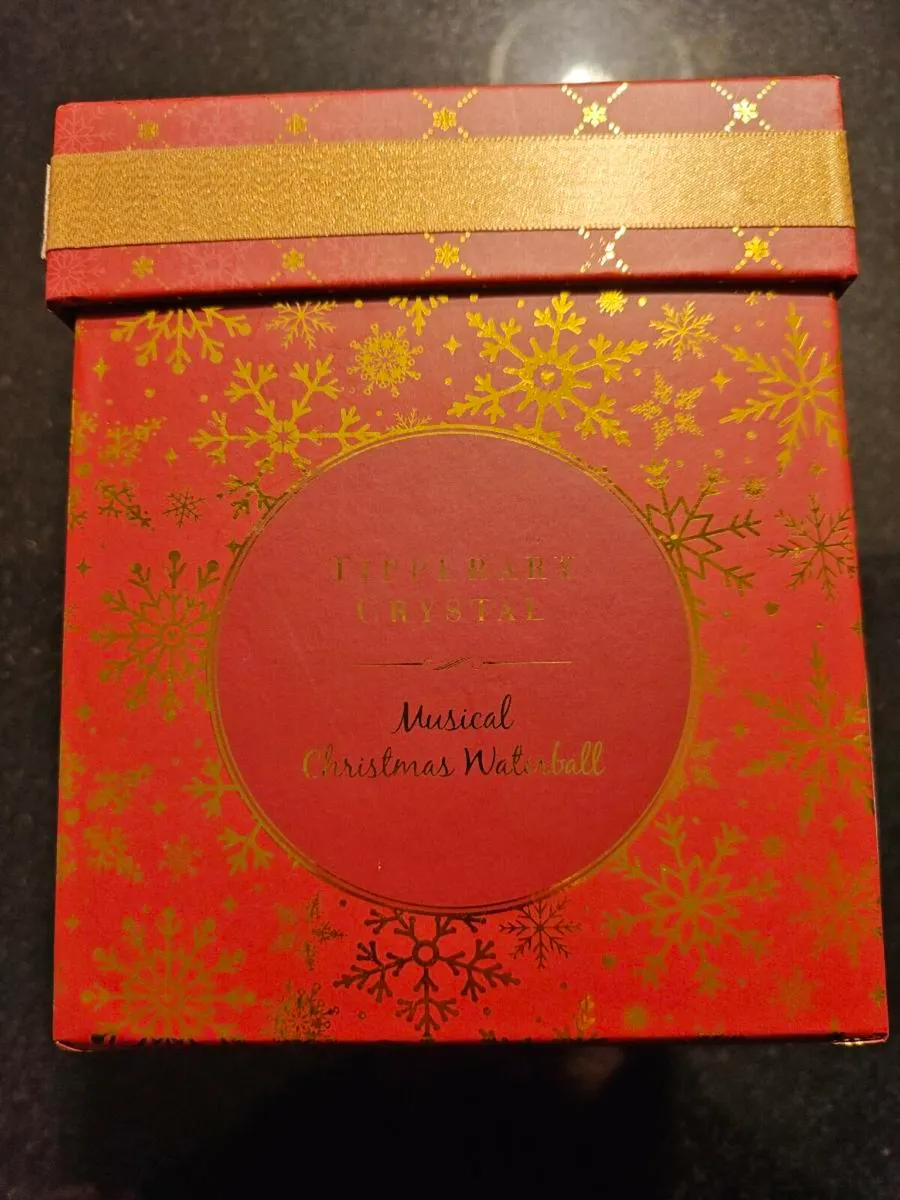 TIPPERARY
CRYSTAL
Musical
Christmas Waterball